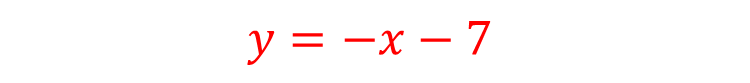 y = −x − 7